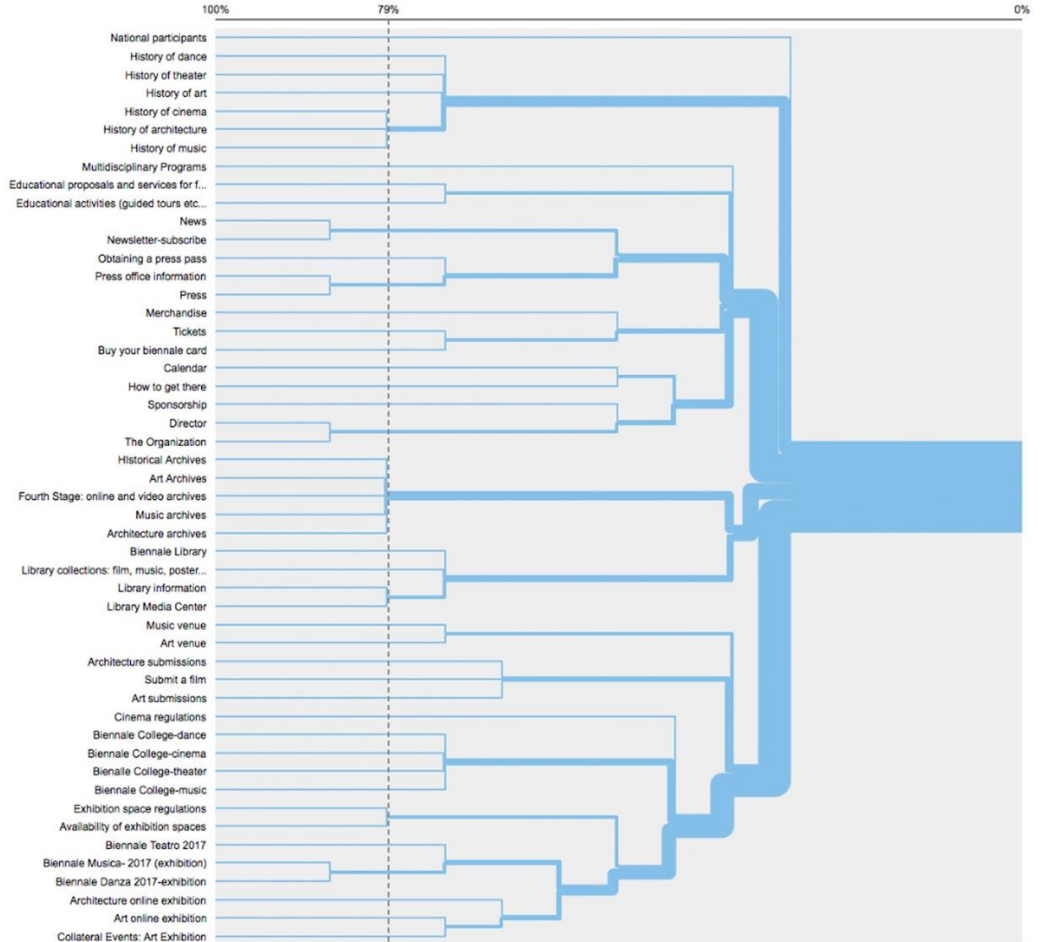 100% 79% 0%
National participants
History of dance
History of theater
History of art
History of cinema
History of architecture
History of music
Multidisciplinary Programs
Educational proposals and services for f...
Educational activities (guided tours etc...
News
Newsletter-subscribe
Obtaining a press pass
Press office information
Press
Merchandise
Tickets
Buy your biennale card
Calendar
How to get there
Sponsorship
Director
The Organization
HIstorical Archives
Art Archives
Fourth Stage: online and video archives
Music archives
Architecture archives
Biennale Library
Library collections: film, music, poster...
Library information
Library Media Center
Music venue
Art venue
Architecture submissions
Submit a film
Art submissions
Cinema regulations
Biennale College-dance
Biennale College-cinema
Bienalle College-theater
Biennale College-music
Exhibition space regulations
Availability of exhibition spaces
Biennale Teatro 2017
Biennale Musica- 2017 (exhibition)
Biennale Danza 2017-exhibition
Architecture online exhibition
Art online exhibition
Collateral Events: Art Exhibition